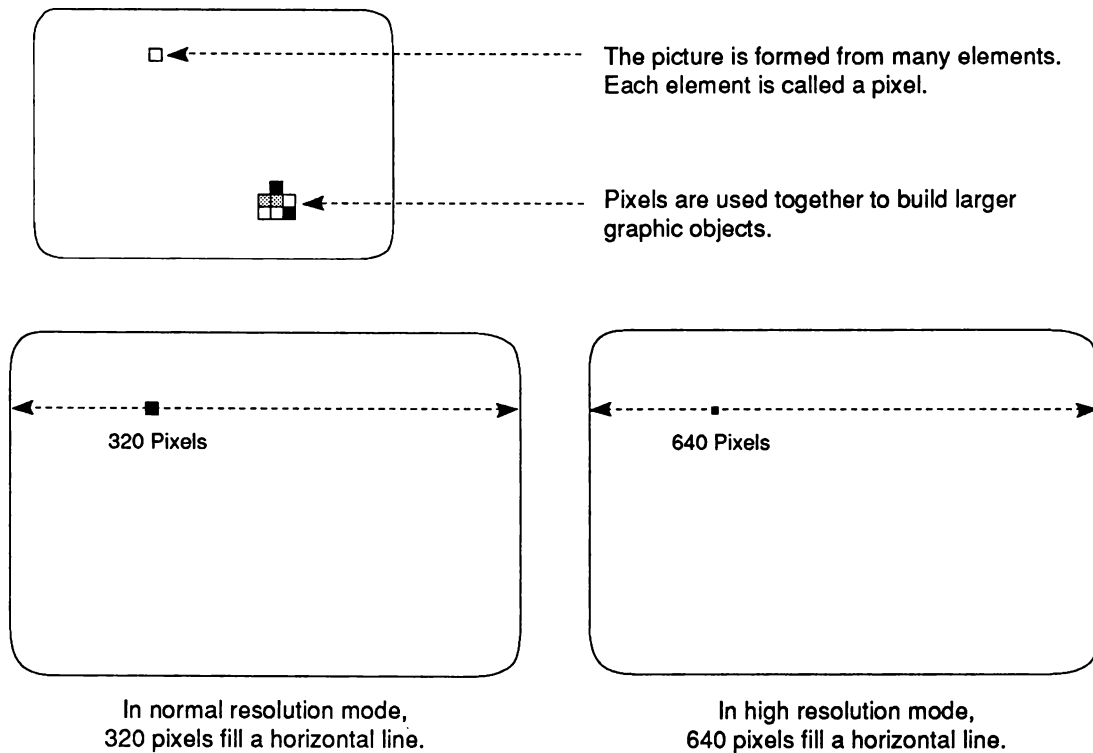 The picture is formed from many elements.
Each element is called a pixel.
Pixels are used together to build larger
graphic objects.
320 Pixels
640 Pixels
In normal resolution mode,
320 pixels fill a horizontal line.
In high resolution mode,
640 pixels fill a horizontal line.